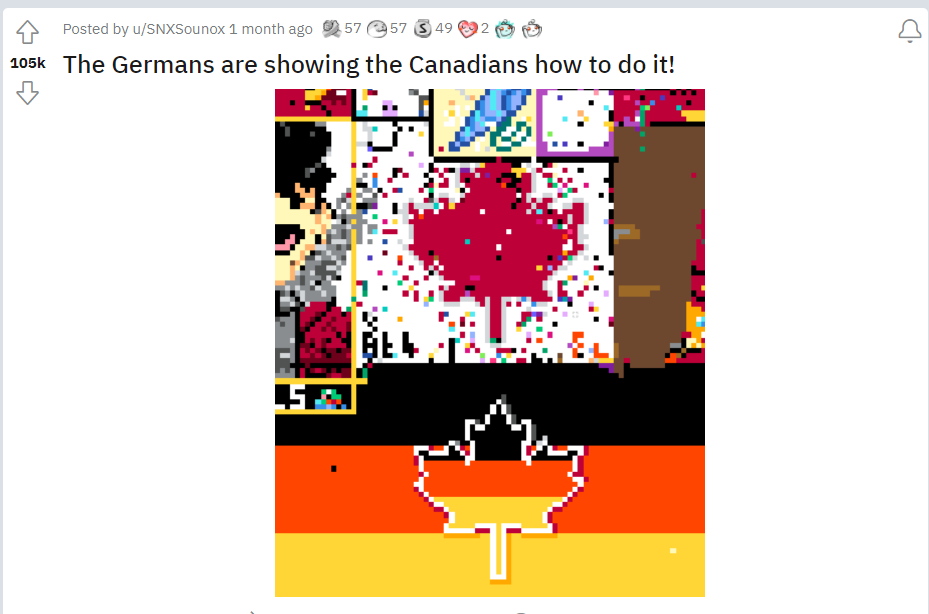 Posted by u/SNXSounox 1 month ago 57 57 49 2
105k
The Germans are showing the Canadians how to do it!